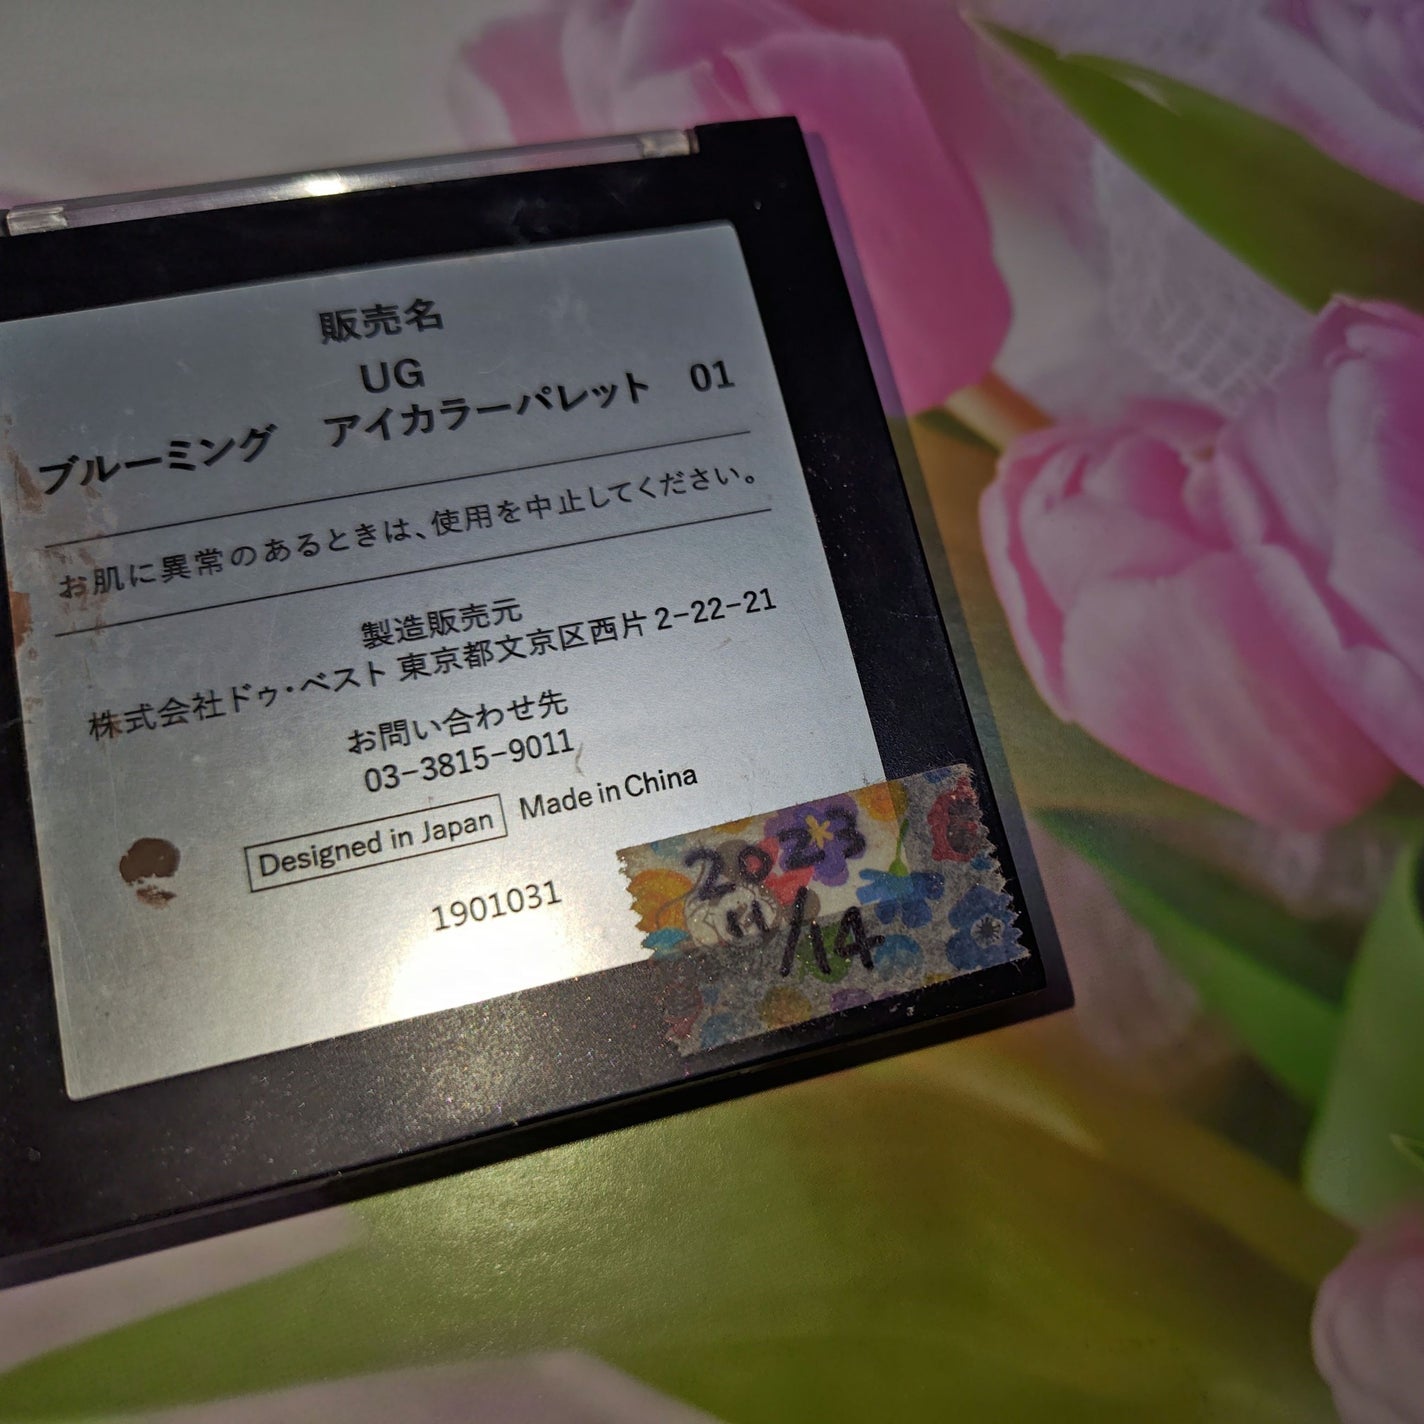 販売名
UG
ブルーミング　アイカラーパレット　01
お肌に異常のあるときは、使用を中止してください。
製造販売元
株式会社ドゥ・ベスト 東京都文京区西片2-22-21
お問い合わせ先
03-3815-9011
Designed in Japan Made in China
1901031
2023
11/14